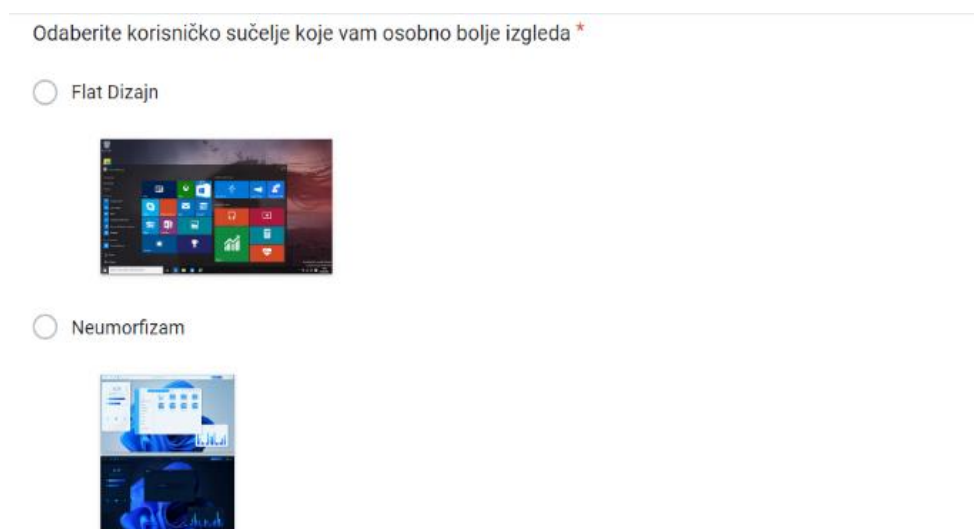 Odaberite korisničko sučelje koje vam osobno bolje izgleda *
Flat Dizajn
Neumorfizam